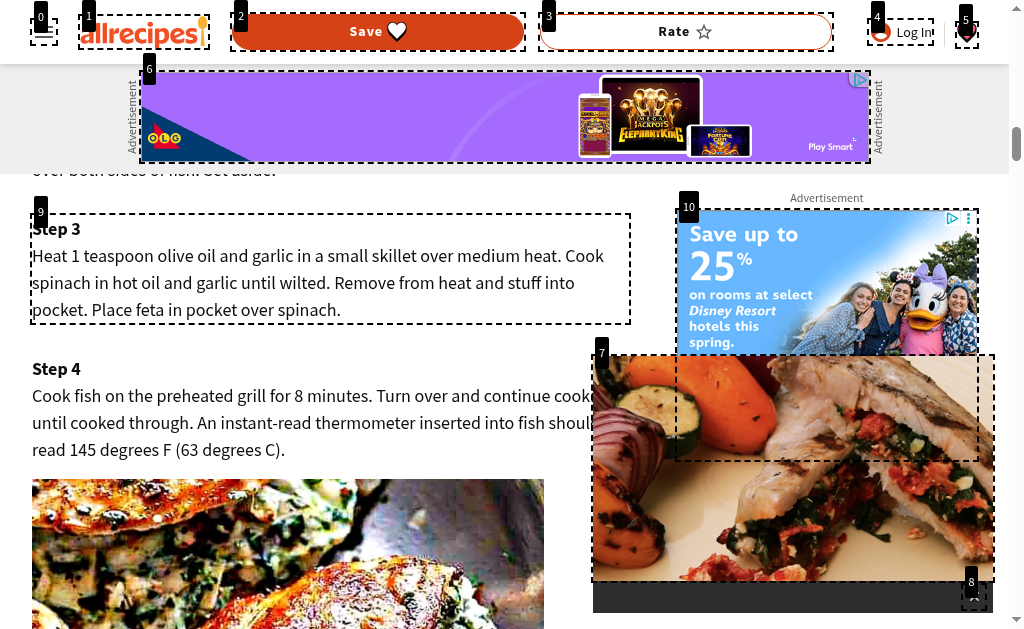 0
1
2
3
4
5
allrecipes
Save
Rate
Log In
6
Advertisement
OLG
MEGA
JACKPOTS
ELEPHANT KING
FORTUNE
COIN
Play Smart
Advertisement
over both sides of fish. Set aside.
9
Step 3
Heat 1 teaspoon olive oil and garlic in a small skillet over medium heat. Cook
spinach in hot oil and garlic until wilted. Remove from heat and stuff into
pocket. Place feta in pocket over spinach.
Step 4
Cook fish on the preheated grill for 8 minutes. Turn over and continue cook
until cooked through. An instant-read thermometer inserted into fish shoul
read 145 degrees F (63 degrees C).
Advertisement
10
Save up to
25%
on rooms at select
Disney Resort
hotels this
spring.
7
8